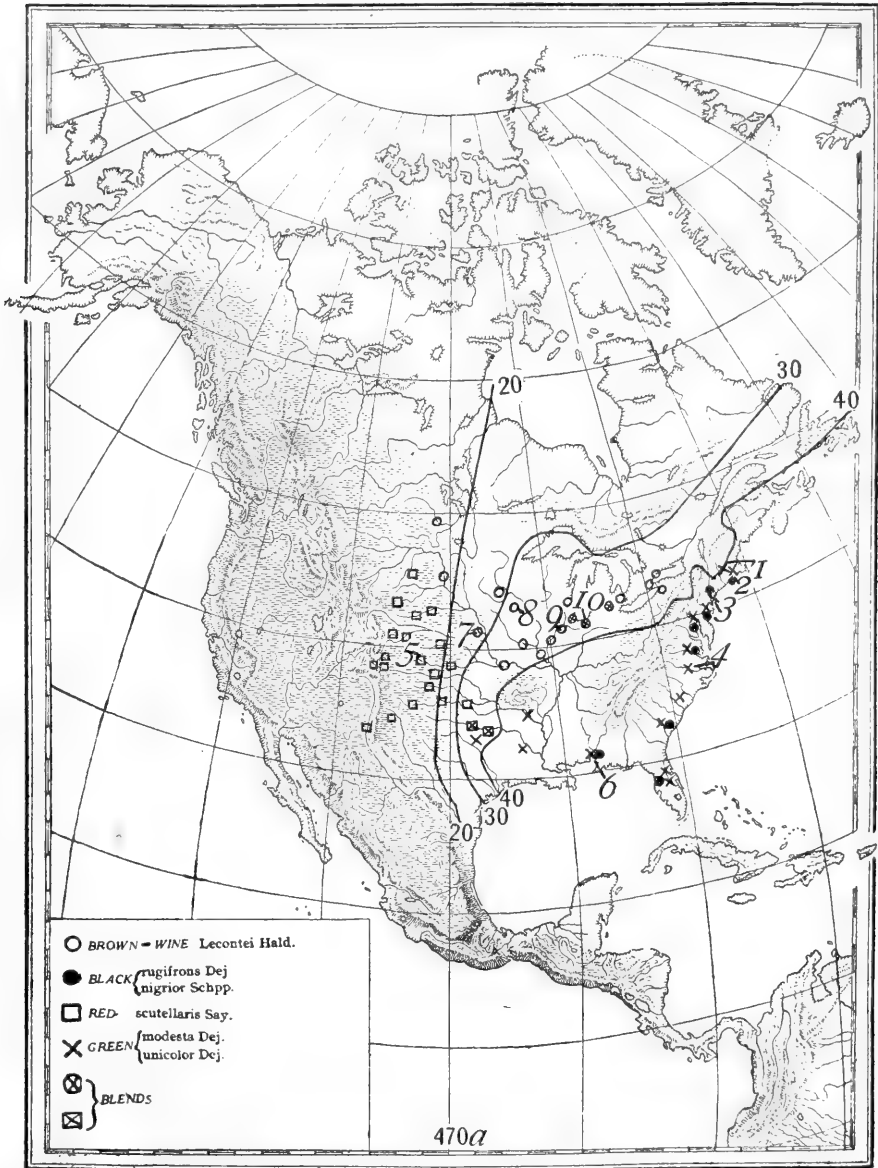 20
30
40
1
2
3
10
8
9
7
5
4
6
40
30
20
BROWN - WINE Lecontei Hald.
BLACK { rugifrons Dej
nigrior Schpp.
RED- scutellaris Say.
GREEN { modesta Dej.
unicolor Dej.
} BLENDS
470a